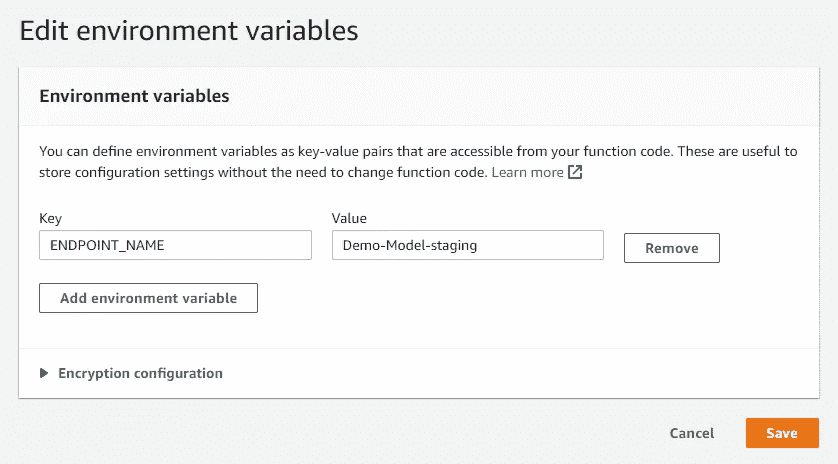 Edit environment variables
Environment variables
You can define environment variables as key-value pairs that are accessible from your function code. These are useful to
store configuration settings without the need to change function code. Learn more
Key Value
ENDPOINT_NAME Demo-Model-staging Remove
Add environment variable
Encryption configuration
Cancel Save